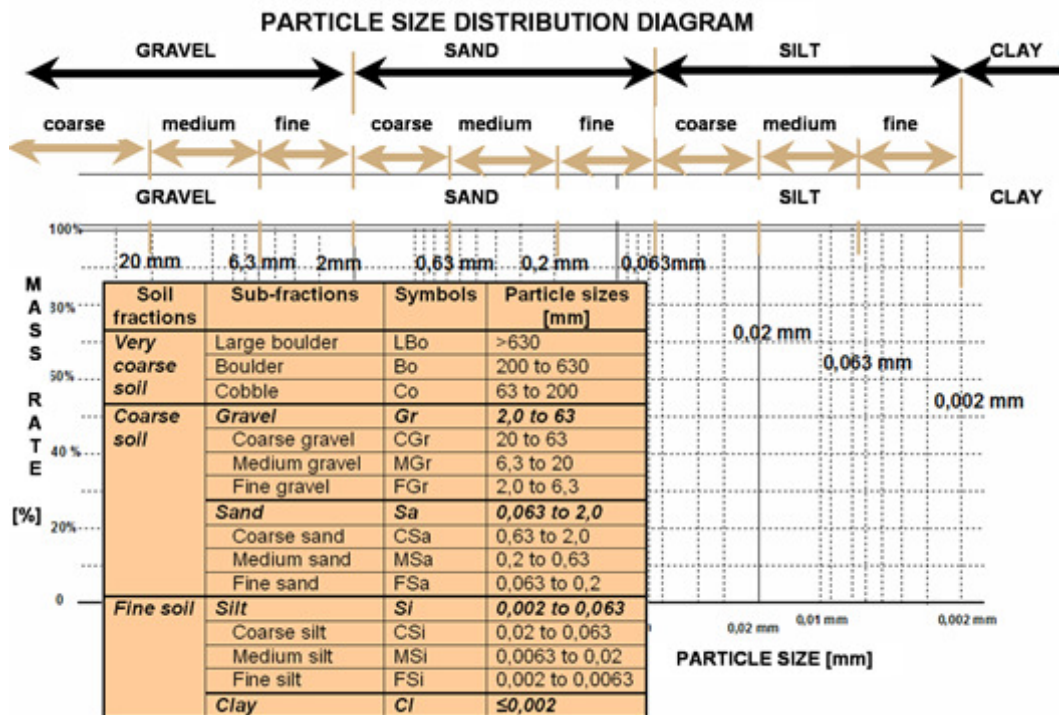 PARTICLE SIZE DISTRIBUTION DIAGRAM
GRAVEL SAND SILT CLAY
coarse medium fine coarse medium fine coarse medium fine
GRAVEL SAND SILT CLAY
100%
20 mm 6,3 mm 2mm 0,63 mm 0,2 mm 0,063mm
MASS RATE [%]
80%
60%
40 %
20%
0
0,02 mm
0,063 mm
0,002 mm
Soil fractions Sub-fractions Symbols Particle sizes [mm]
Very coarse soil Large boulder LBo >630
Boulder Bo 200 to 630
Cobble Co 63 to 200
Coarse soil Gravel Gr 2,0 to 63
Coarse gravel CGr 20 to 63
Medium gravel MGr 6,3 to 20
Fine gravel FGr 2,0 to 6,3
Sand Sa 0,063 to 2,0
Coarse sand CSa 0,63 to 2,0
Medium sand MSa 0,2 to 0,63
Fine sand FSa 0,063 to 0,2
Fine soil Silt Si 0,002 to 0,063
Coarse silt CSi 0,02 to 0,063
Medium silt MSi 0,0063 to 0,02
Fine silt FSi 0,002 to 0,0063
Clay Cl ≤0,002
0,02 mm 0,01 mm 0,002 mm
PARTICLE SIZE [mm]